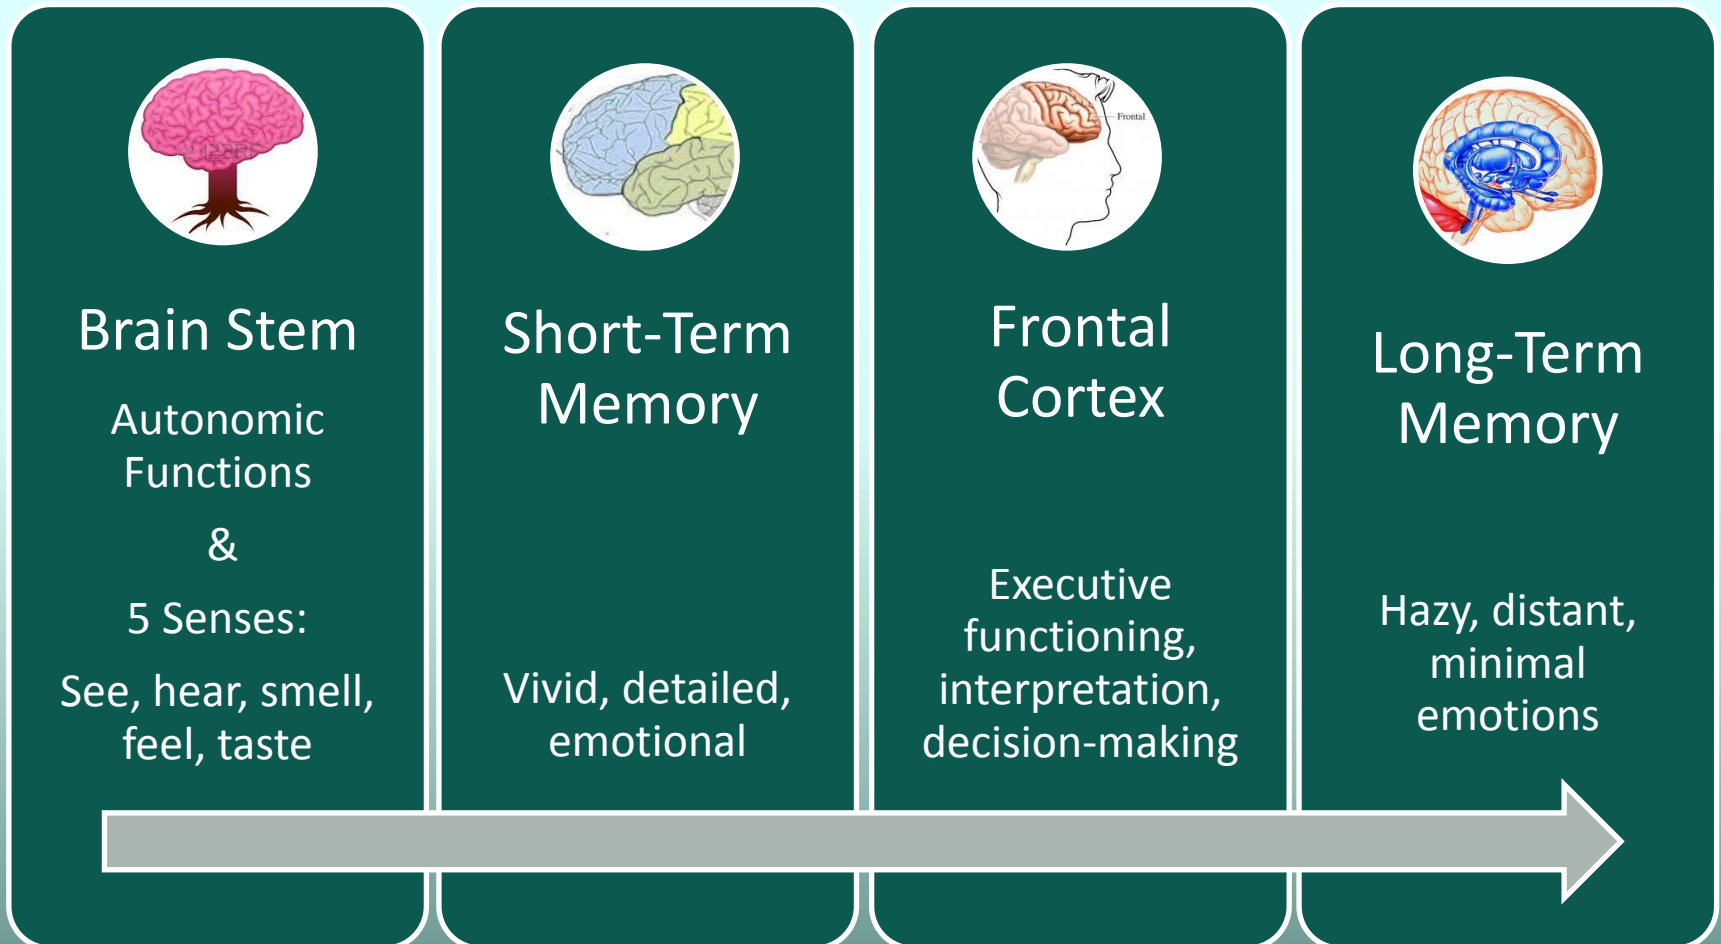 Brain Stem
Autonomic
Functions
&
5 Senses:
See, hear, smell,
feel, taste
Short-Term
Memory
Vivid, detailed,
emotional
Frontal
Frontal
Cortex
Executive
functioning,
interpretation,
decision-making
Long-Term
Memory
Hazy, distant,
minimal
emotions